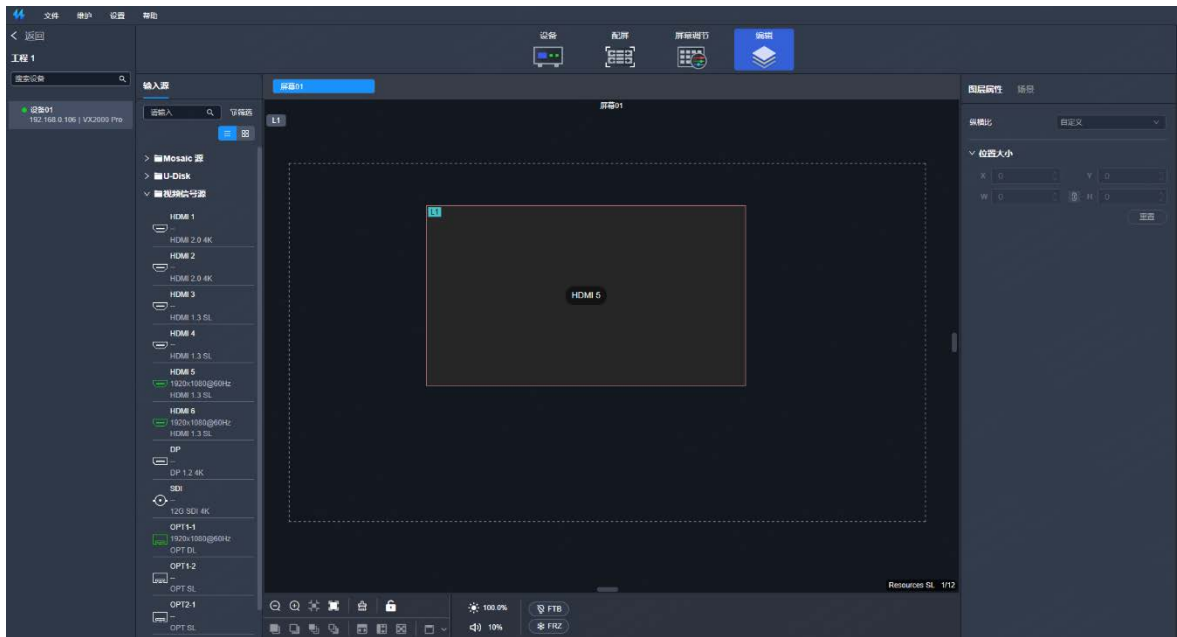 文件 维护 设置 帮助
返回
工程 1
搜索设备
设备01
192.168.0.106 | VX2000 Pro
设备 配屏 屏幕调节 编辑
输入源
请输入 筛选
Mosaic 源
U-Disk
视频信号源
HDMI 1
--
HDMI 2.0 4K
HDMI 2
--
HDMI 2.0 4K
HDMI 3
--
HDMI 1.3 SL
HDMI 4
--
HDMI 1.3 SL
HDMI 5
1920x1080@60Hz
HDMI 1.3 SL
HDMI 6
1920x1080@60Hz
HDMI 1.3 SL
DP
--
DP 1.2 4K
SDI
--
12G SDI 4K
OPT1-1
1920x1080@60Hz
OPT DL
OPT1-2
--
OPT SL
OPT2-1
--
OPT SL
屏幕01
屏幕01
L1
L1
HDMI 5
Resources SL 1/12
100.0% FTB
10% FRZ
图层属性 场景
纵横比 自定义
位置大小
X 0 Y 0
W 0 H 0
重置